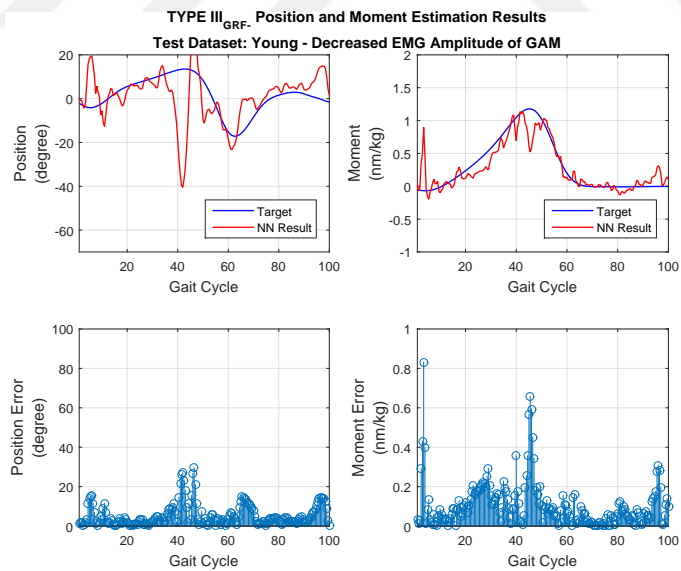 TYPE III GRF- Position and Moment Estimation Results
Test Dataset: Young - Decreased EMG Amplitude of GAM
Position
(degree)
20
0
-20
-40
-60
Target
NN Result
20 40 60 80 100
Gait Cycle
Moment
(nm/kg)
2
1.5
1
0.5
0
-0.5
-1
Target
NN Result
20 40 60 80 100
Gait Cycle
Position Error
(degree)
100
80
60
40
20
0
0 20 40 60 80 100
Gait Cycle
Moment Error
(nm/kg)
1
0.8
0.6
0.4
0.2
0
20 40 60 80 100
Gait Cycle